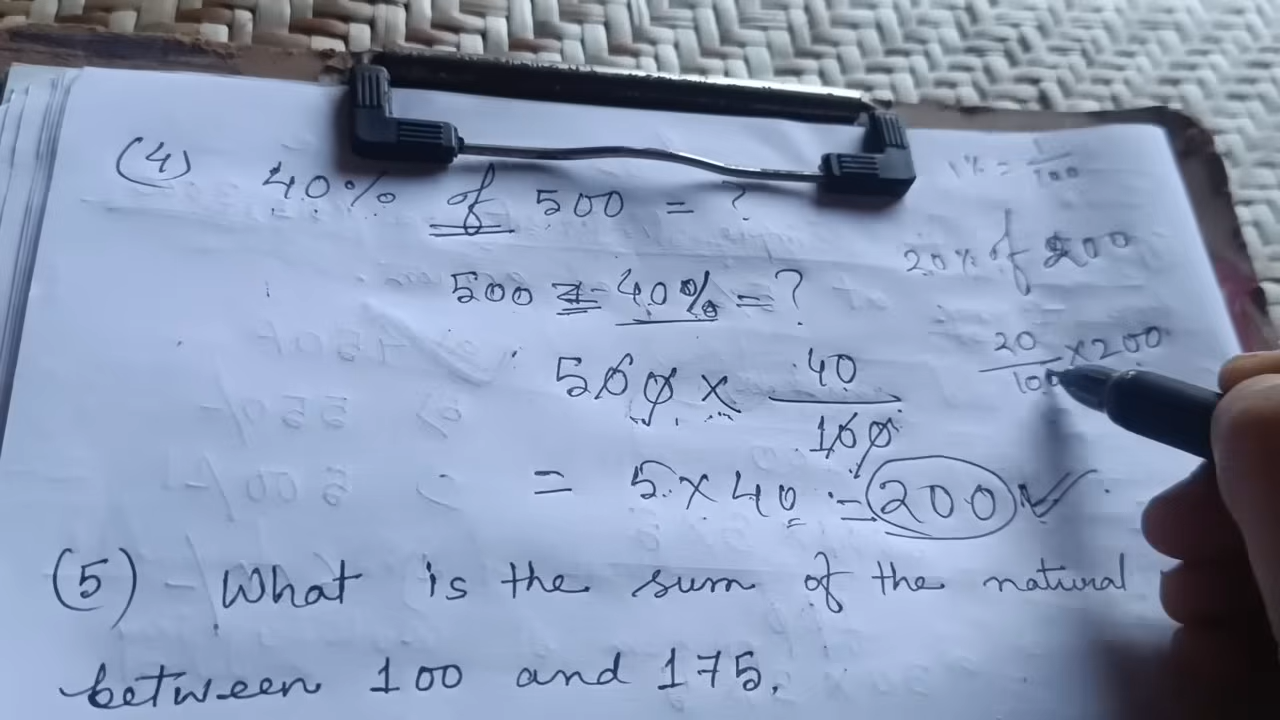 (4) 40% of 500 = ?
500 40% = ?
500 × 40/100
= 5 × 40 = 200 ✓
1% = 1/100
20% of 200
20/100 × 200
(5) What is the sum of the natural
between 100 and 175.